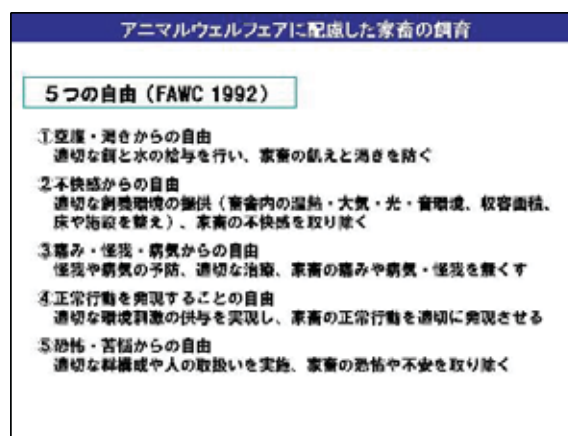 アニマルウェルフェアに配慮した家畜の飼育
5つの自由(FAWC 1992)
①空腹・渇きからの自由
適切な餌と水の給与を行い、家畜の飢えと渇きを防ぐ
②不快感からの自由
適切な飼養環境の提供(畜舎内の温熱・大気・光・音環境、収容面積、
床や施設を整え)、家畜の不快感を取り除く
③痛み・怪我・病気からの自由
怪我や病気の予防、適切な治療、家畜の痛みや病気・怪我を無くす
④正常行動を発現することの自由
適切な環境刺激の供与を実現し、家畜の正常行動を適切に発現させる
⑤恐怖・苦悩からの自由
適切な群構成や人の取扱いを実施、家畜の恐怖や不安を取り除く